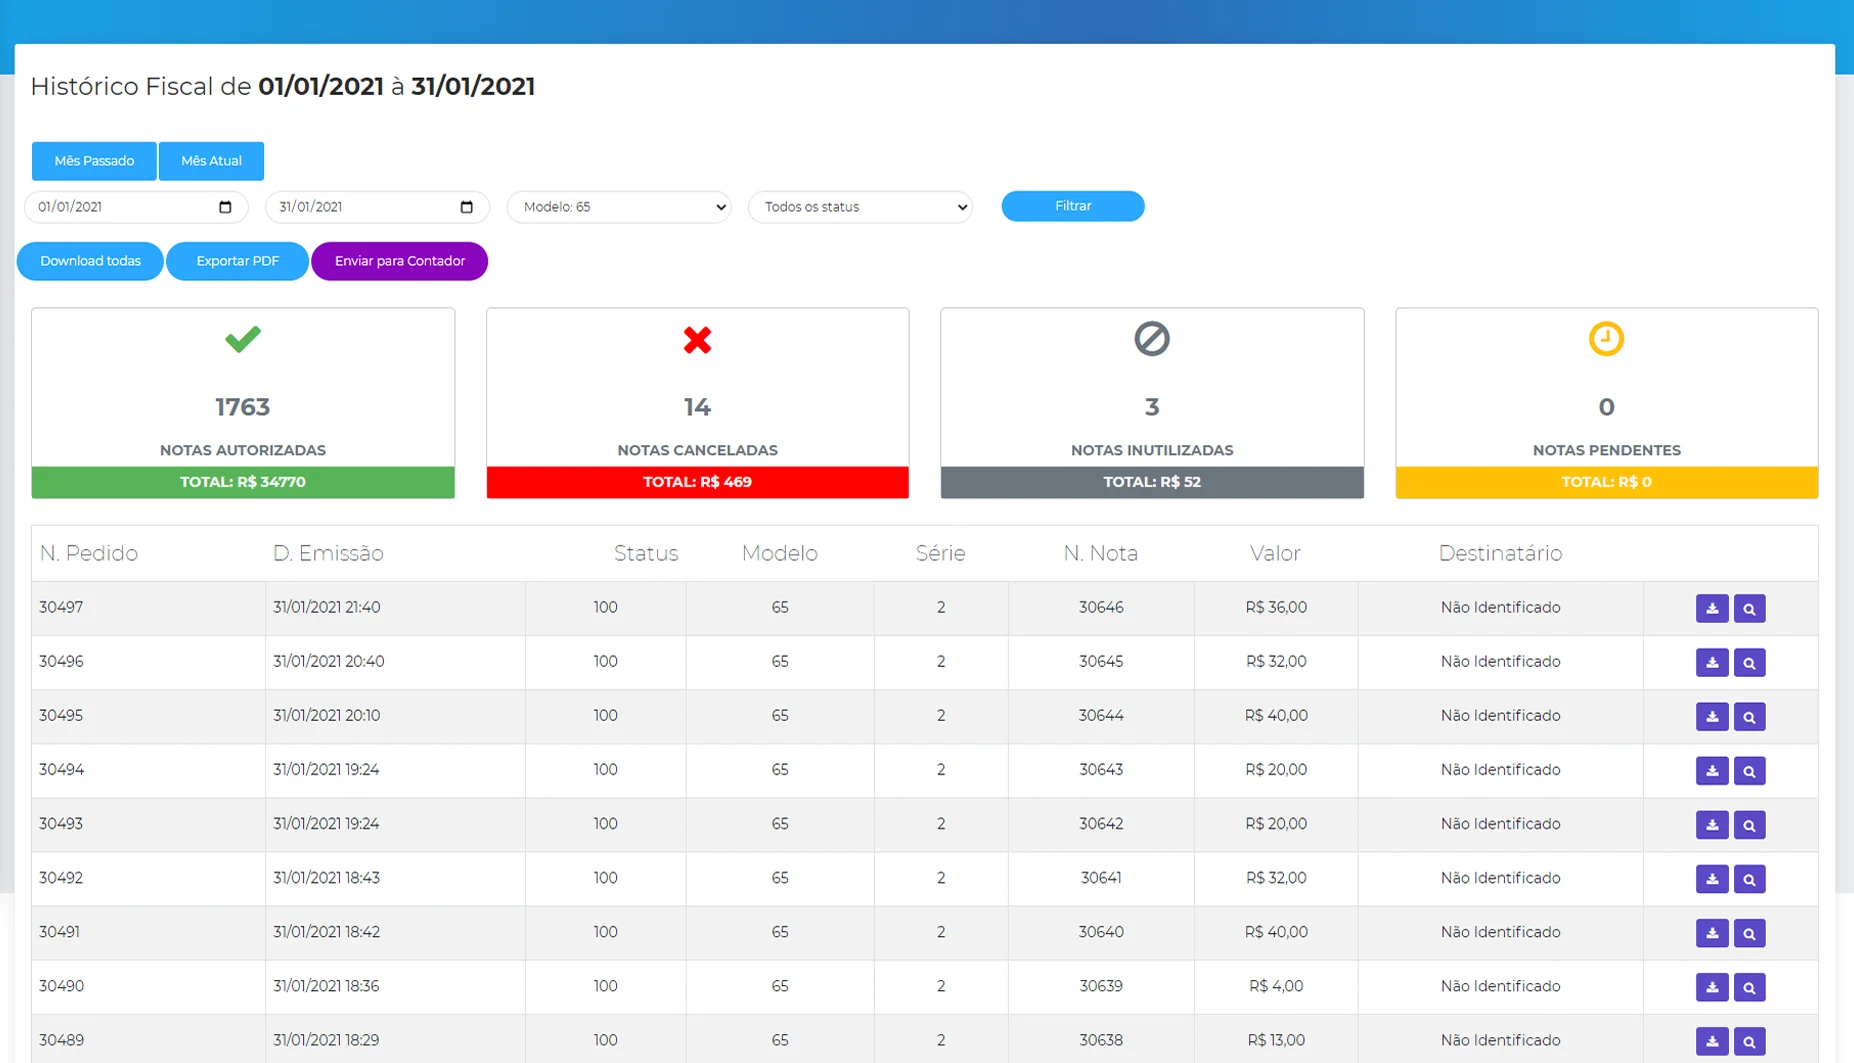 Histórico Fiscal de 01/01/2021 à 31/01/2021
Mês Passado Mês Atual
01/01/2021 31/01/2021 Modelo: 65 Todos os status Filtrar
Download todas Exportar PDF Enviar para Contador
1763 14 3 0
NOTAS AUTORIZADAS NOTAS CANCELADAS NOTAS INUTILIZADAS NOTAS PENDENTES
TOTAL: R$ 34770 TOTAL: R$ 469 TOTAL: R$ 52 TOTAL: R$ 0
N. Pedido D. Emissão Status Modelo Série N. Nota Valor Destinatário
30497 31/01/2021 21:40 100 65 2 30646 R$ 36,00 Não Identificado
30496 31/01/2021 20:40 100 65 2 30645 R$ 32,00 Não Identificado
30495 31/01/2021 20:10 100 65 2 30644 R$ 40,00 Não Identificado
30494 31/01/2021 19:24 100 65 2 30643 R$ 20,00 Não Identificado
30493 31/01/2021 19:24 100 65 2 30642 R$ 20,00 Não Identificado
30492 31/01/2021 18:43 100 65 2 30641 R$ 32,00 Não Identificado
30491 31/01/2021 18:42 100 65 2 30640 R$ 40,00 Não Identificado
30490 31/01/2021 18:36 100 65 2 30639 R$ 4,00 Não Identificado
30489 31/01/2021 18:29 100 65 2 30638 R$ 13,00 Não Identificado